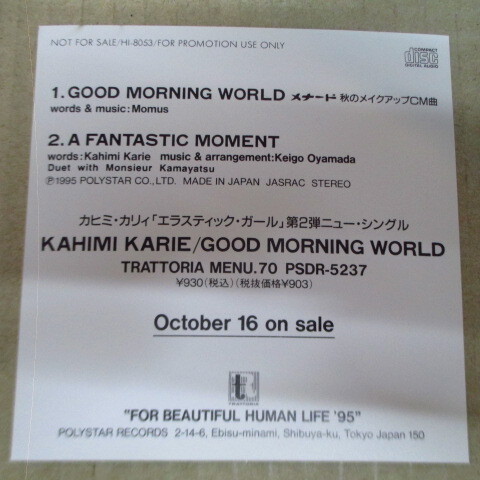 NOT FOR SALE/HI-8053/FOR PROMOTION USE ONLY
COMPACT
disc
DIGITAL AUDIO
1. GOOD MORNING WORLD メナード 秋のメイクアップCM曲
words & music: Momus
2. A FANTASTIC MOMENT
words: Kahimi Karie music & arrangement: Keigo Oyamada
Duet with Monsieur Kamayatsu
Ⓟ1995 POLYSTAR CO., LTD. MADE IN JAPAN JASRAC STEREO
カヒミ・カリィ「エラスティック・ガール」第2弾ニュー・シングル
KAHIMI KARIE/GOOD MORNING WORLD
TRATTORIA MENU.70 PSDR-5237
¥930(税込)(税抜価格¥903)
October 16 on sale
t
TRATTORIA
"FOR BEAUTIFUL HUMAN LIFE '95"
POLYSTAR RECORDS 2-14-6, Ebisu-minami, Shibuya-ku, Tokyo Japan 150